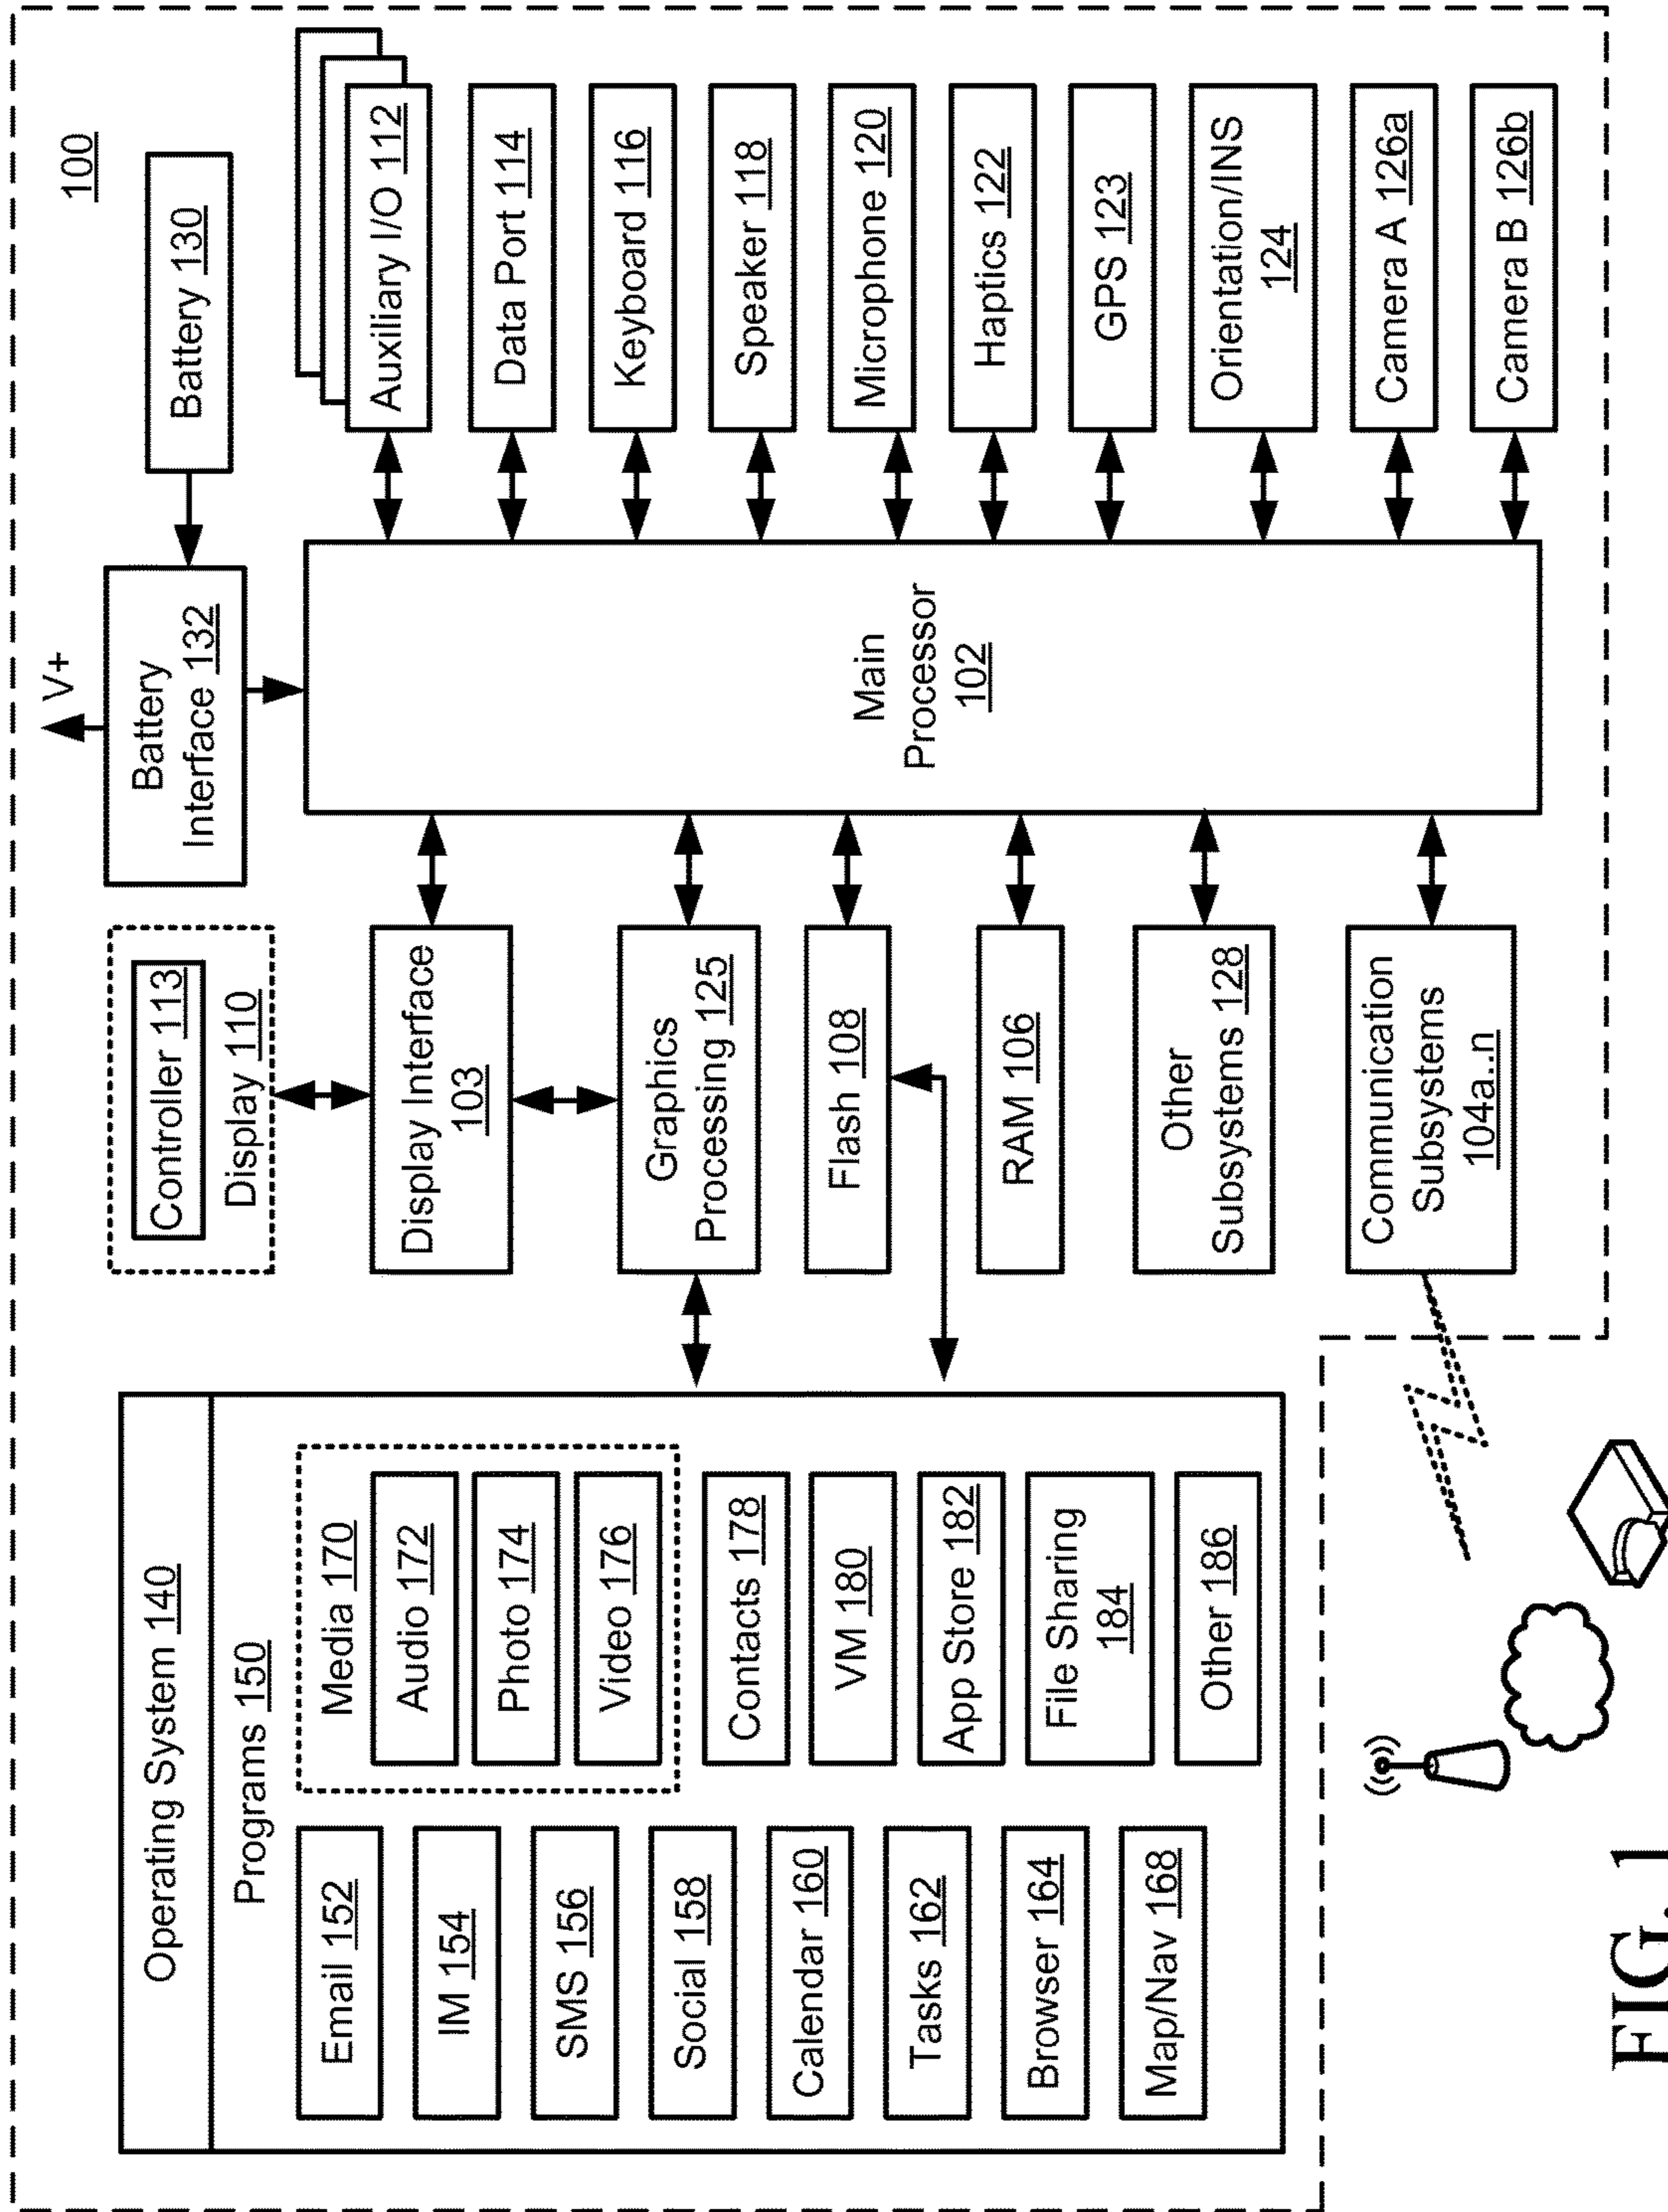 100
Operating System 140
Programs 150
Email 152
IM 154
SMS 156
Social 158
Calendar 160
Tasks 162
Browser 164
Map/Nav 168
Media 170
Audio 172
Photo 174
Video 176
Contacts 178
VM 180
App Store 182
File Sharing
184
Other 186
Controller 113
Display 110
Display Interface
103
Graphics
Processing 125
Flash 108
RAM 106
Other
Subsystems 128
Communication
Subsystems
104a.n
V+
Battery
Interface 132
Battery 130
Main
Processor
102
Auxiliary I/O 112
Data Port 114
Keyboard 116
Speaker 118
Microphone 120
Haptics 122
GPS 123
Orientation/INS
124
Camera A 126a
Camera B 126b
FIG. 1